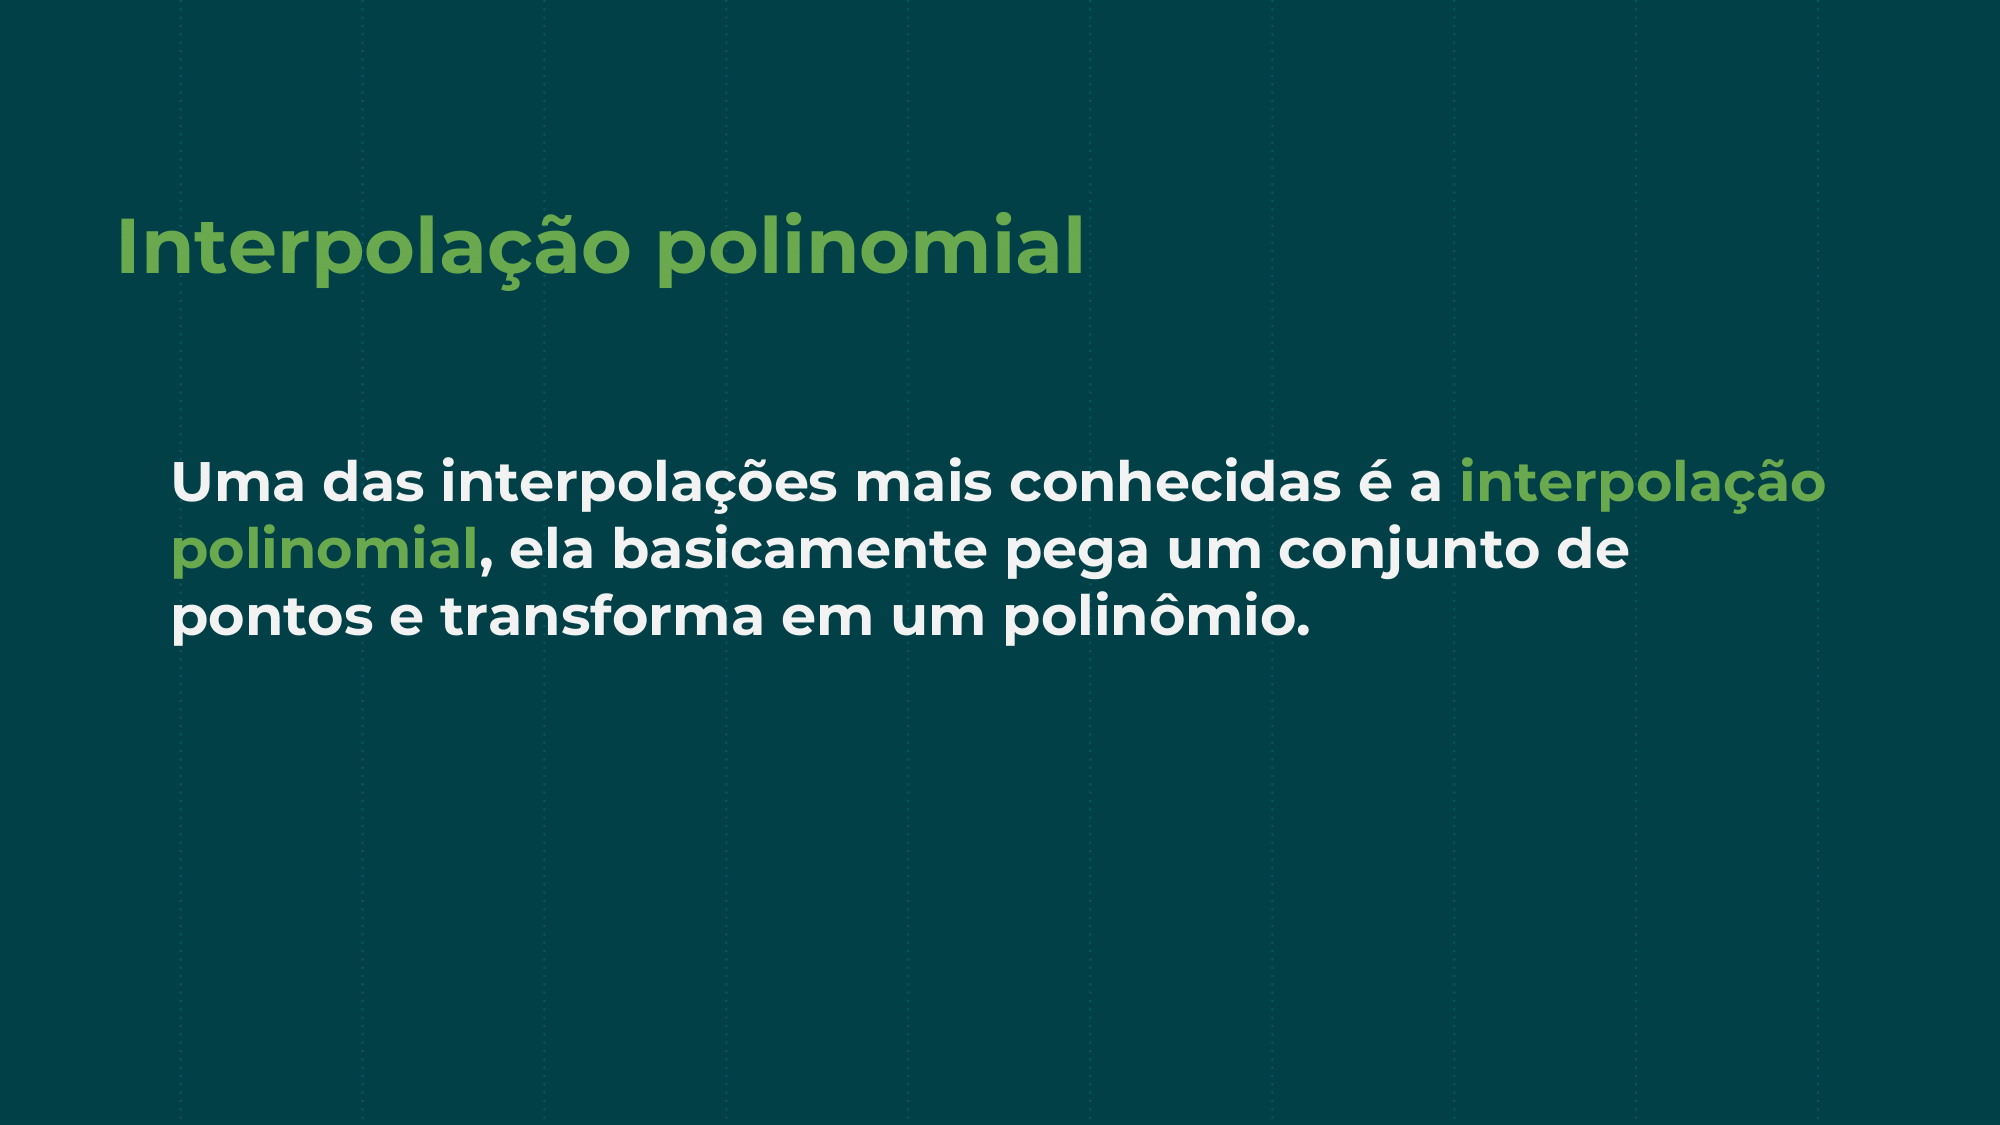 Interpolação polinomial
Uma das interpolações mais conhecidas é a interpolação
polinomial, ela basicamente pega um conjunto de
pontos e transforma em um polinômio.